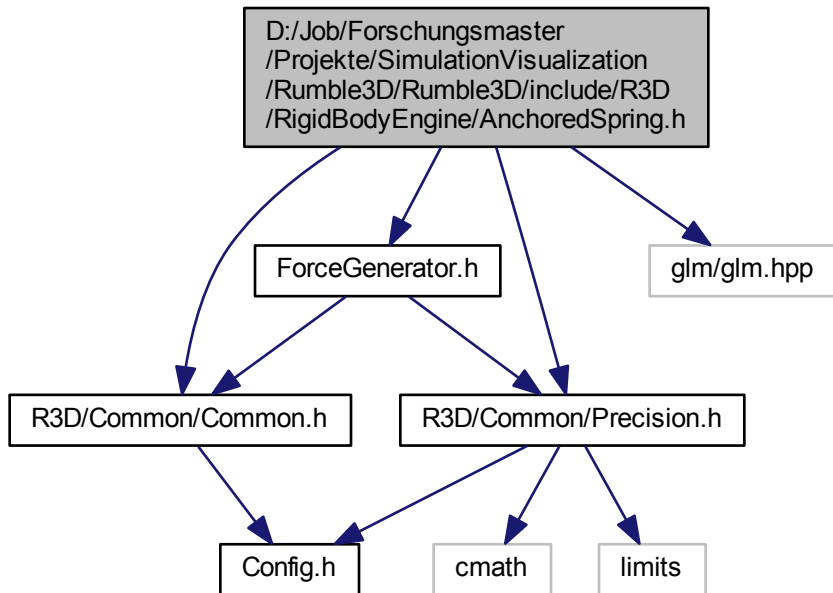 D:/Job/Forschungsmaster
/Projekte/SimulationVisualization
/Rumble3D/Rumble3D/include/R3D
/RigidBodyEngine/AnchoredSpring.h
ForceGenerator.h
glm/glm.hpp
R3D/Common/Common.h
R3D/Common/Precision.h
Config.h
cmath
limits